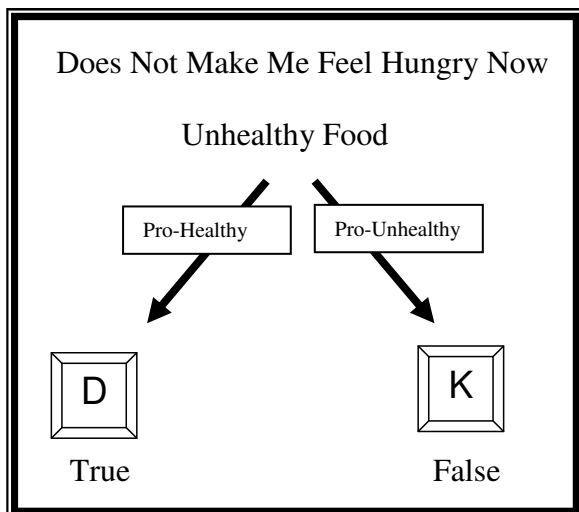 Does Not Make Me Feel Hungry Now
Unhealthy Food
Pro-Healthy
Pro-Unhealthy
D
K
True
False